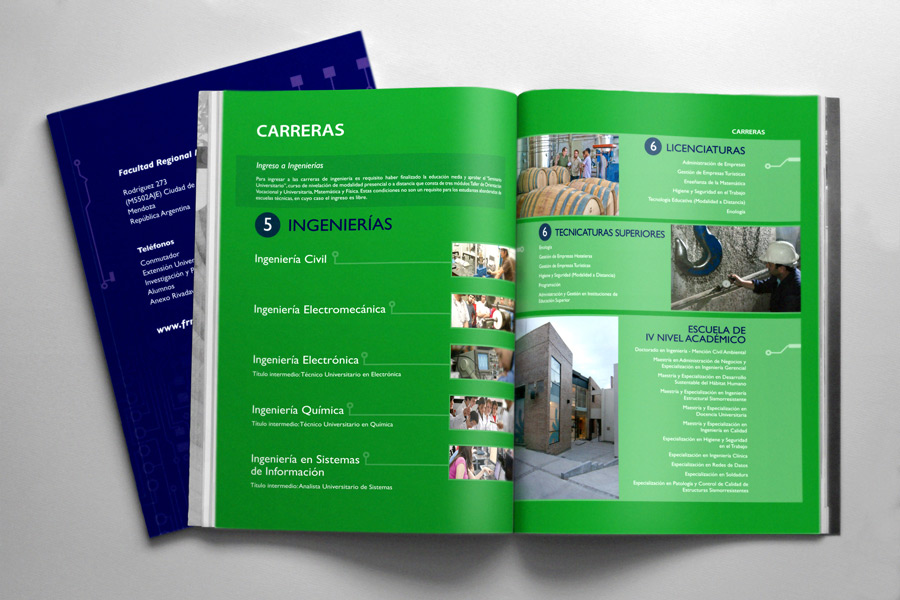 Facultad Regional
Rodríguez 273
(M5502AJE) Ciudad de
Mendoza
República Argentina
Teléfonos
Conmutador
Extensión Univer
Investigación y P
Alumnos
Anexo Rivadav
www.frr
CARRERAS
Ingreso a Ingenierías
Para ingresar a las carreras de ingeniería es requisito haber finalizado la educación media y aprobar el "Seminario
Universitario", curso de nivelación de modalidad presencial o a distancia que consta de tres módulos: Taller de Orientación
Vocacional y Universitaria, Matemática y Física. Estas condiciones no son un requisito para los estudiantes avanzados de
escuelas técnicas, en cuyo caso el ingreso es libre.
5 INGENIERÍAS
Ingeniería Civil
Ingeniería Electromecánica
Ingeniería Electrónica
Título intermedio: Técnico Universitario en Electrónica
Ingeniería Química
Título intermedio: Técnico Universitario en Química
Ingeniería en Sistemas
de Información
Título intermedio: Analista Universitario de Sistemas
CARRERAS
6 LICENCIATURAS
Administración de Empresas
Gestión de Empresas Turísticas
Enseñanza de la Matemática
Higiene y Seguridad en el Trabajo
Tecnología Educativa (Modalidad a Distancia)
Enología
6 TECNICATURAS SUPERIORES
Enología
Gestión de Empresas Hoteleras
Gestión de Empresas Turísticas
Higiene y Seguridad (Modalidad a Distancia)
Programación
Administración y Gestión en Instituciones de
Educación Superior
ESCUELA DE
IV NIVEL ACADÉMICO
Doctorado en Ingeniería - Mención Civil Ambiental
Maestría en Administración de Negocios y
Especialización en Ingeniería Gerencial
Maestría y Especialización en Desarrollo
Sustentable del Hábitat Humano
Maestría y Especialización en Ingeniería
Estructural Sismorresistente
Maestría y Especialización en
Docencia Universitaria
Maestría y Especialización en
Ingeniería en Calidad
Especialización en Higiene y Seguridad
en el Trabajo
Especialización en Ingeniería Clínica
Especialización en Redes de Datos
Especialización en Soldadura
Especialización en Patología y Control de Calidad de
Estructuras Sismorresistentes